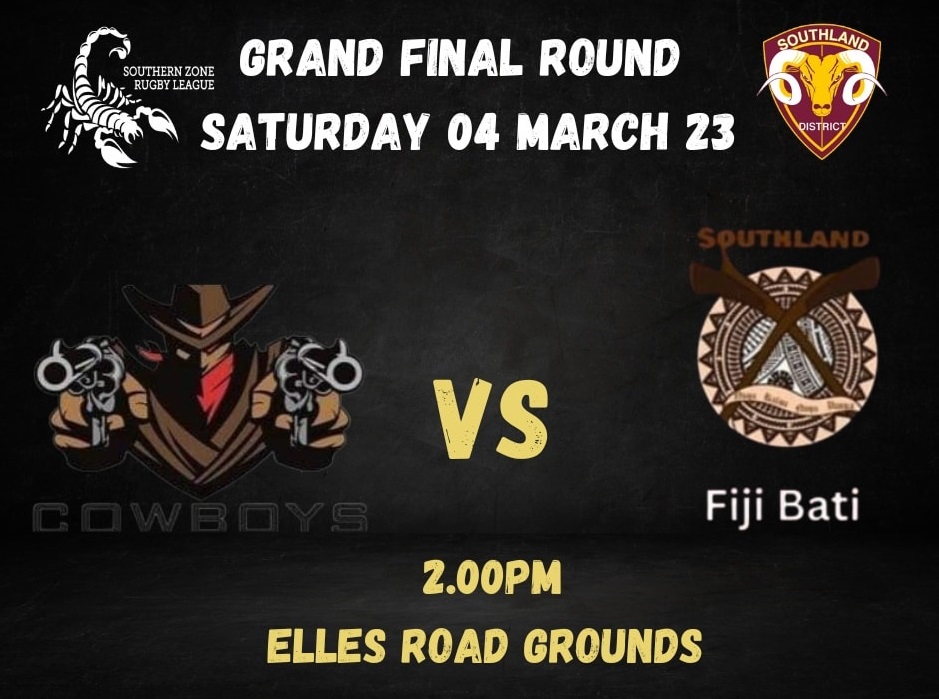 SOUTHERN ZONE
RUGBY LEAGUE
GRAND FINAL ROUND
SATURDAY 04 MARCH 23
SOUTHLAND
DISTRICT
COWBOYS
VS
SOUTHLAND
Fiji Bati
2.00PM
ELLES ROAD GROUNDS